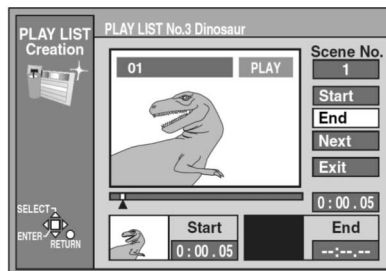 PLAY LIST
Creation
PLAY LIST No.3 Dinosaur
01 PLAY
Scene No.
1
Start
End
Next
Exit
0 : 00 . 05
SELECT
ENTER
RETURN
Start
0 : 00 . 05
End
--:--.--